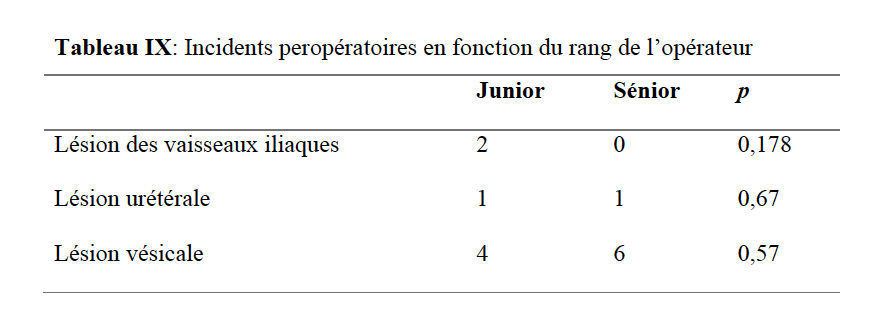 Tableau IX: Incidents peropératoires en fonction du rang de l’opérateur
Junior Sénior p
Lésion des vaisseaux iliaques 2 0 0,178
Lésion urétérale 1 1 0,67
Lésion vésicale 4 6 0,57